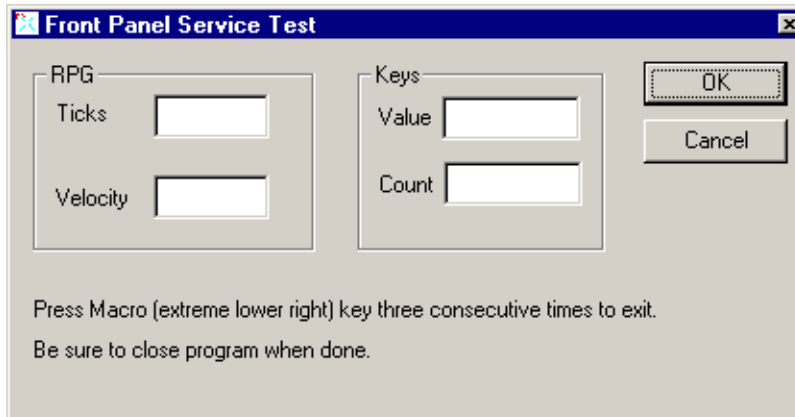 Front Panel Service Test
RPG
Ticks
Velocity
Keys
Value
Count
OK
Cancel
Press Macro (extreme lower right) key three consecutive times to exit.
Be sure to close program when done.